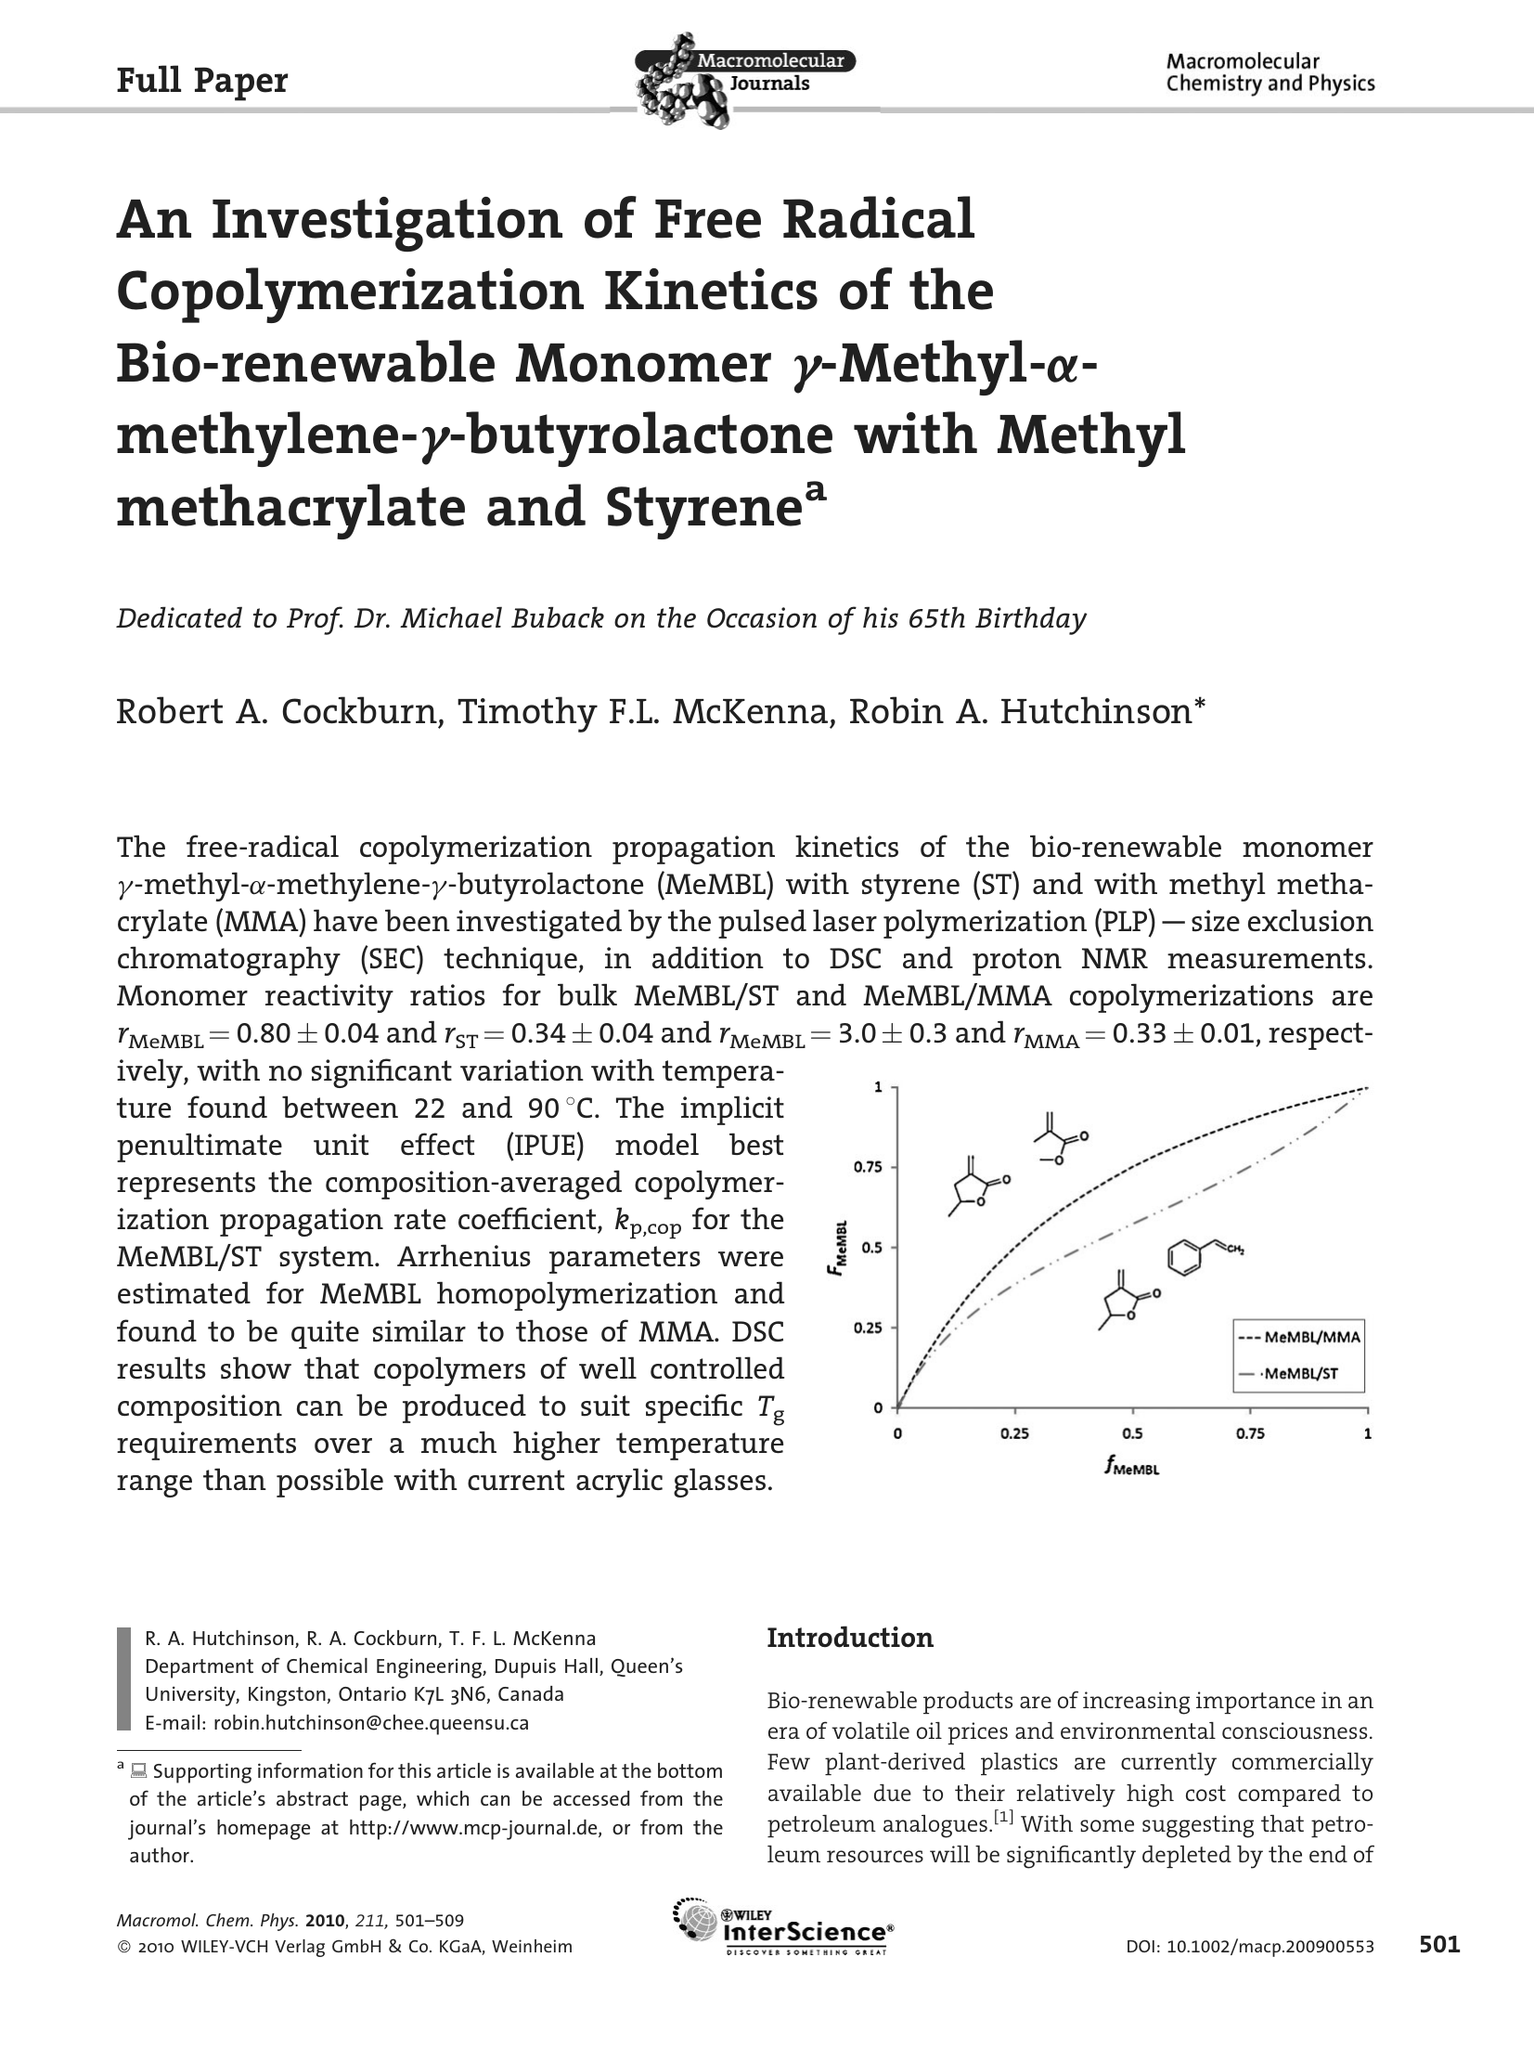 Full Paper
Macromolecular
Journals
Macromolecular
Chemistry and Physics
An Investigation of Free Radical
Copolymerization Kinetics of the
Bio-renewable Monomer γ-Methyl-α-
methylene-γ-butyrolactone with Methyl
methacrylate and Styreneª
Dedicated to Prof. Dr. Michael Buback on the Occasion of his 65th Birthday
Robert A. Cockburn, Timothy F.L. McKenna, Robin A. Hutchinson*
The free-radical copolymerization propagation kinetics of the bio-renewable monomer
γ-methyl-α-methylene-γ-butyrolactone (MeMBL) with styrene (ST) and with methyl metha-
crylate (MMA) have been investigated by the pulsed laser polymerization (PLP) — size exclusion
chromatography (SEC) technique, in addition to DSC and proton NMR measurements.
Monomer reactivity ratios for bulk MeMBL/ST and MeMBL/MMA copolymerizations are
rMeMBL = 0.80 ± 0.04 and rST = 0.34 ± 0.04 and rMeMBL = 3.0 ± 0.3 and rMMA = 0.33 ± 0.01, respect-
ively, with no significant variation with tempera-
ture found between 22 and 90 °C. The implicit
penultimate unit effect (IPUE) model best
represents the composition-averaged copolymer-
ization propagation rate coefficient, kp,cop for the
MeMBL/ST system. Arrhenius parameters were
estimated for MeMBL homopolymerization and
found to be quite similar to those of MMA. DSC
results show that copolymers of well controlled
composition can be produced to suit specific Tg
requirements over a much higher temperature
range than possible with current acrylic glasses.
1
0.75
0.5
0.25
0
FMeMBL
O
O
O
O
CH2
O
O
MeMBL/MMA
MeMBL/ST
0 0.25 0.5 0.75 1
fMeMBL
R. A. Hutchinson, R. A. Cockburn, T. F. L. McKenna
Department of Chemical Engineering, Dupuis Hall, Queen's
University, Kingston, Ontario K7L 3N6, Canada
E-mail: robin.hutchinson@chee.queensu.ca
a Supporting information for this article is available at the bottom
of the article's abstract page, which can be accessed from the
journal's homepage at http://www.mcp-journal.de, or from the
author.
Introduction
Bio-renewable products are of increasing importance in an
era of volatile oil prices and environmental consciousness.
Few plant-derived plastics are currently commercially
available due to their relatively high cost compared to
petroleum analogues.[1] With some suggesting that petro-
leum resources will be significantly depleted by the end of
Macromol. Chem. Phys. 2010, 211, 501–509
© 2010 WILEY-VCH Verlag GmbH & Co. KGaA, Weinheim
WILEY
InterScience®
DISCOVER SOMETHING GREAT
DOI: 10.1002/macp.200900553
501